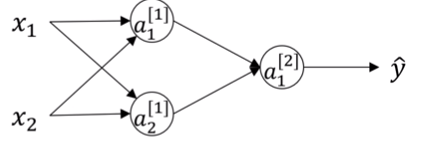 x₁ a₁^[1]
a₁^[2] ŷ
x₂ a₂^[1]